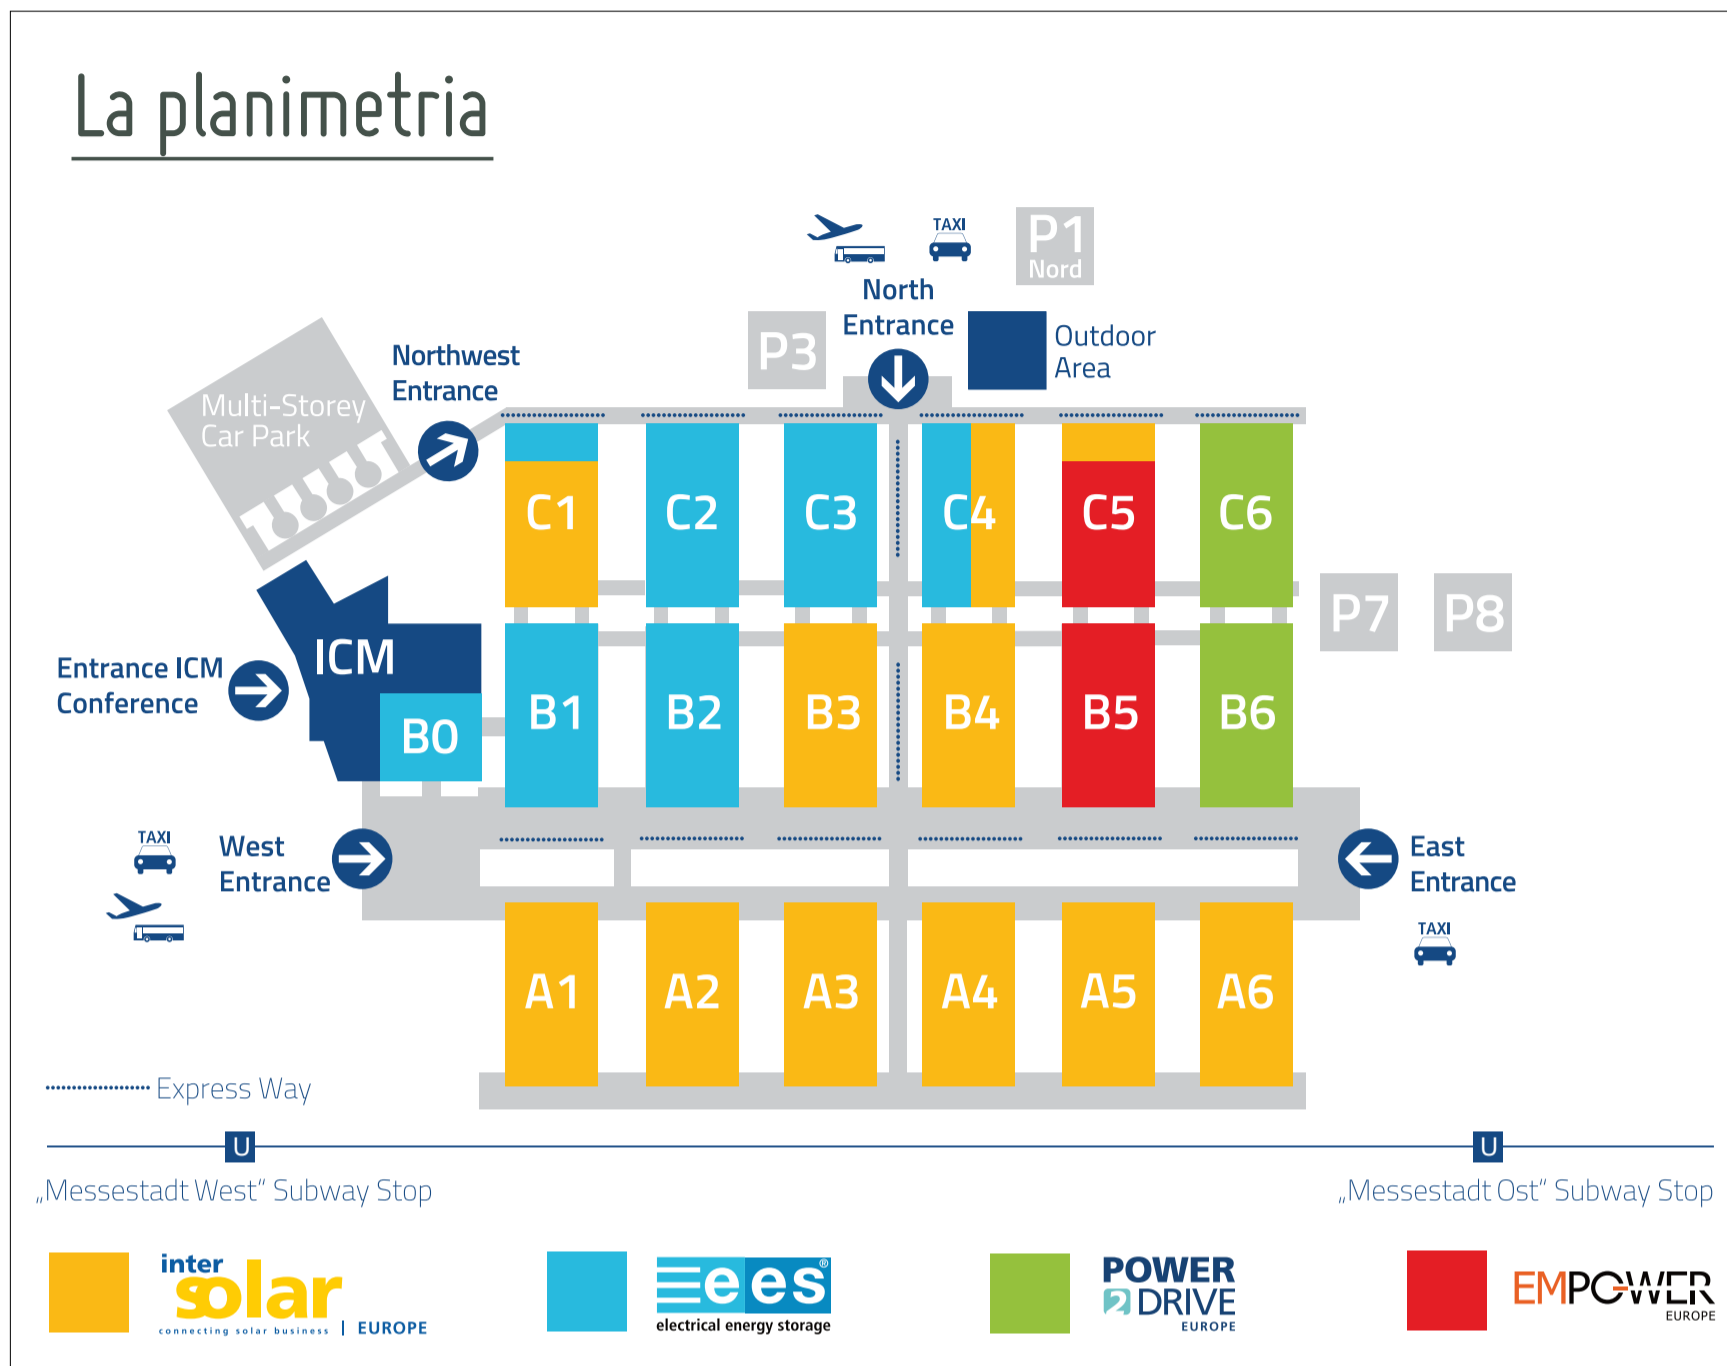 La planimetria
TAXI
P1
Nord
North
Entrance
P3
Outdoor
Area
Northwest
Entrance
Multi-Storey
Car Park
C1
C2
C3
C4
C5
C6
P7
P8
ICM
Entrance ICM
Conference
B0
B1
B2
B3
B4
B5
B6
TAXI
West
Entrance
East
Entrance
TAXI
A1
A2
A3
A4
A5
A6
Express Way
U
U
„Messestadt West“ Subway Stop
„Messestadt Ost“ Subway Stop
inter
solar
connecting solar business | EUROPE
ees®
electrical energy storage
POWER
2 DRIVE
EUROPE
EMPOWER
EUROPE